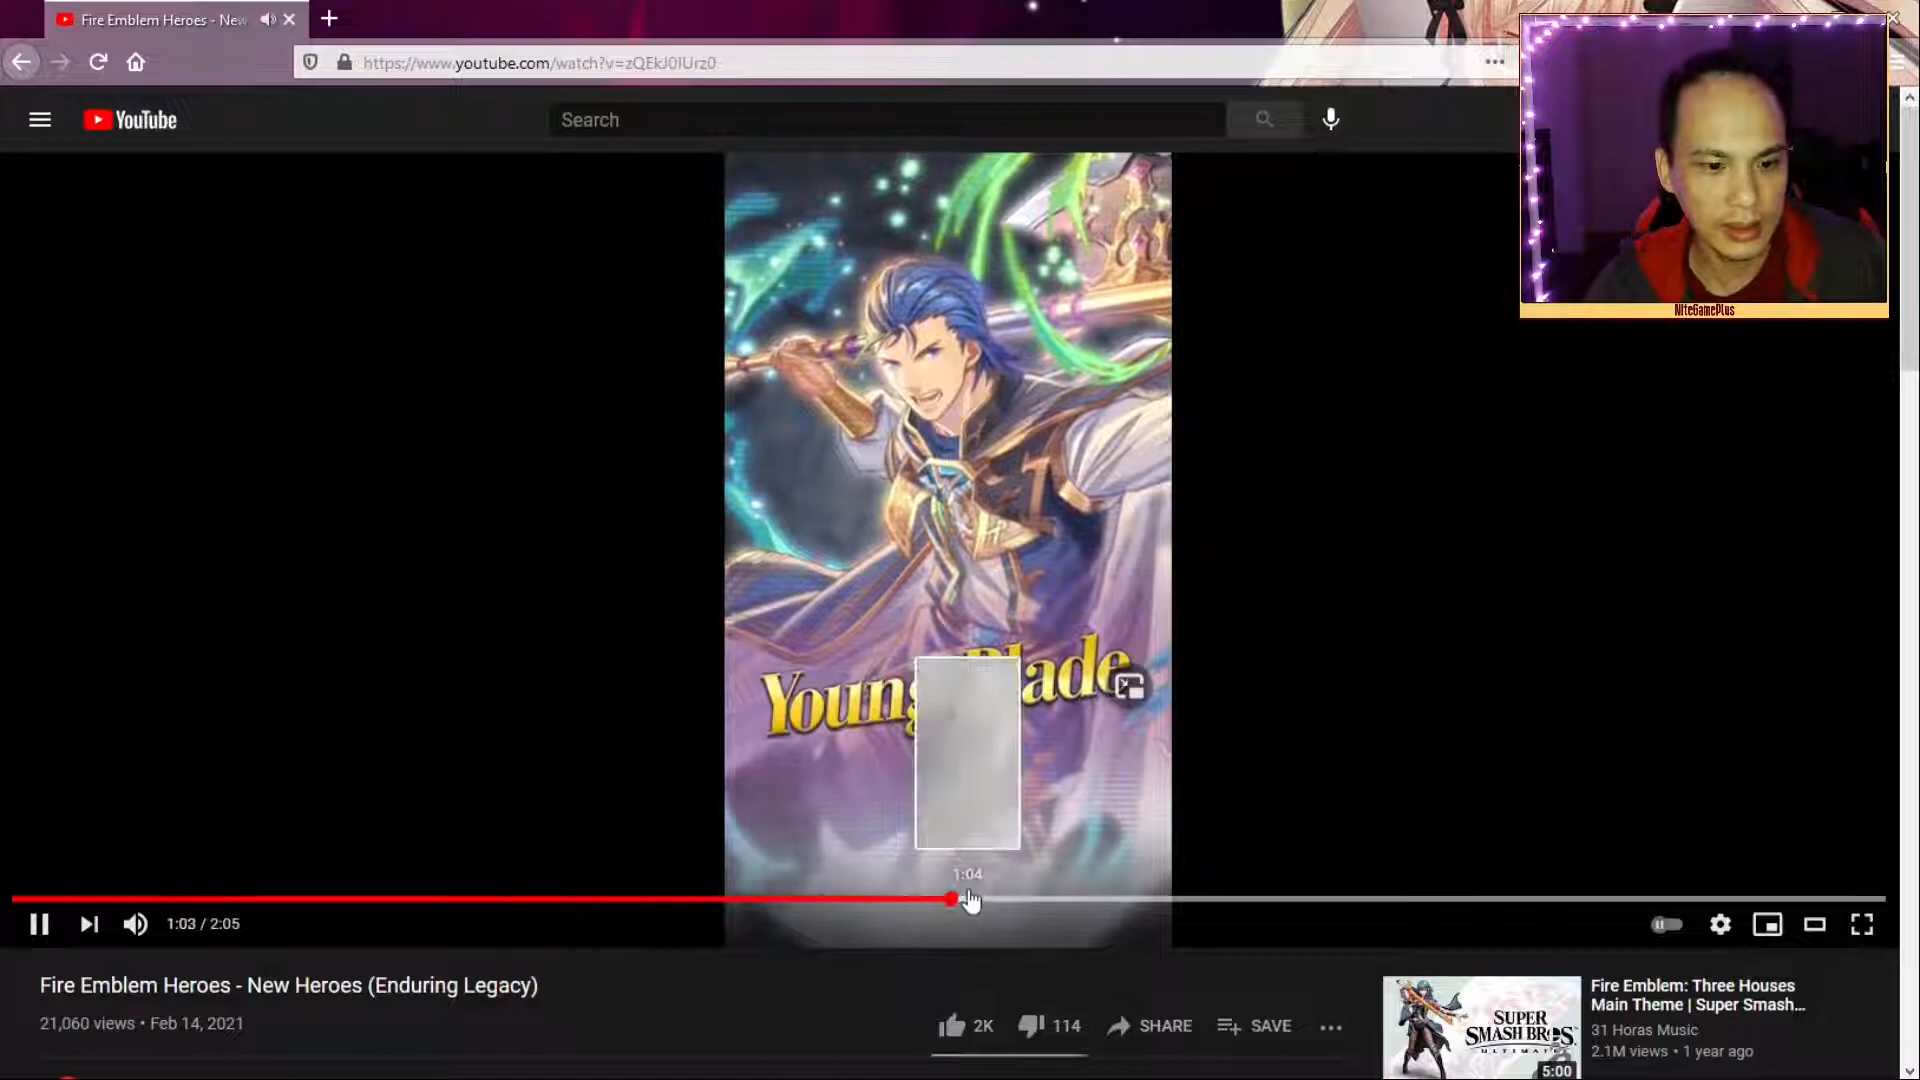 Fire Emblem Heroes - New
https://www.youtube.com/watch?v=zQEkJ0IUrz0
YouTube
Search
NiteGamePlus
Young Blade
1:04
1:03 / 2:05
Fire Emblem Heroes - New Heroes (Enduring Legacy)
21,060 views • Feb 14, 2021
2K
114
SHARE
SAVE
SUPER
SMASH BROS.
ULTIMATE
5:00
Fire Emblem: Three Houses
Main Theme | Super Smash...
31 Horas Music
2.1M views • 1 year ago